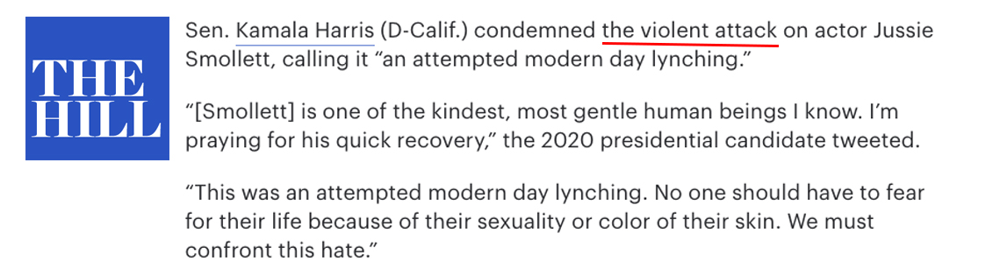 THE
HILL
Sen. Kamala Harris (D-Calif.) condemned the violent attack on actor Jussie
Smollett, calling it “an attempted modern day lynching.”
“[Smollett] is one of the kindest, most gentle human beings I know. I’m
praying for his quick recovery,” the 2020 presidential candidate tweeted.
“This was an attempted modern day lynching. No one should have to fear
for their life because of their sexuality or color of their skin. We must
confront this hate.”